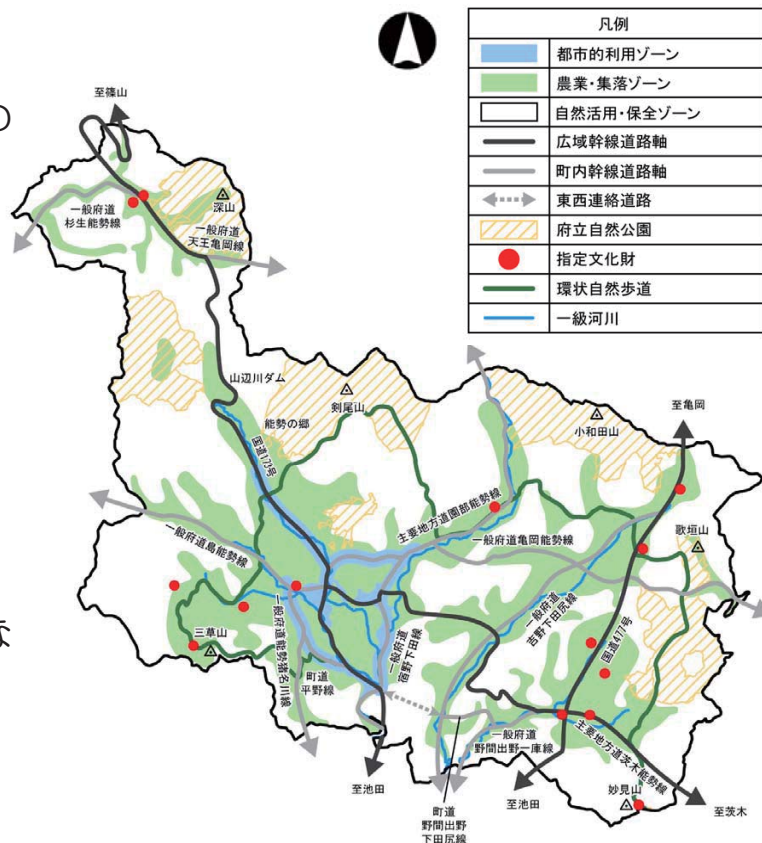 凡例
都市的利用ゾーン
農業・集落ゾーン
自然活用・保全ゾーン
広域幹線道路軸
町内幹線道路軸
東西連絡道路
府立自然公園
指定文化財
環状自然歩道
一級河川
の
至篠山
深山
一般府道
杉生能勢線
一般府道
天王亀岡線
山辺川ダム
能勢の郷
剣尾山
小和田山
至亀岡
国道173号
主要地方道園部能勢線
一般府道亀岡能勢線
歌垣山
一般府道島能勢線
一般府道
吉野下田尻線
国道477号
な
三草山
一般府道能勢猪名川線
町道
平野線
一般府道
宿野下田線
一般府道
野間出野一庫線
主要地方道茨木能勢線
妙見山
至池田
至池田
至茨木
町道
野間出野
下田尻線